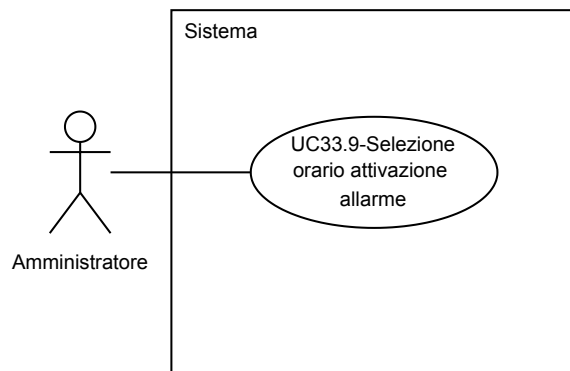 Sistema
UC33.9-Selezione
orario attivazione
allarme
Amministratore